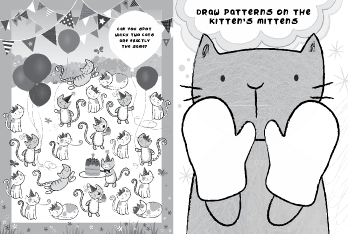 CAN YOU SPOT
WHICH TWO CATS
ARE EXACTLY
THE SAME?
DRAW PATTERNS ON THE
KITTEN'S MITTENS